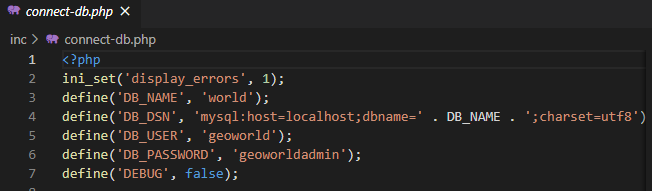 connect-db.php ×
inc > connect-db.php
1 <?php
2 ini_set('display_errors', 1);
3 define('DB_NAME', 'world');
4 define('DB_DSN', 'mysql:host=localhost;dbname=' . DB_NAME . ';charset=utf8')
5 define('DB_USER', 'geoworld');
6 define('DB_PASSWORD', 'geoworldadmin');
7 define('DEBUG', false);